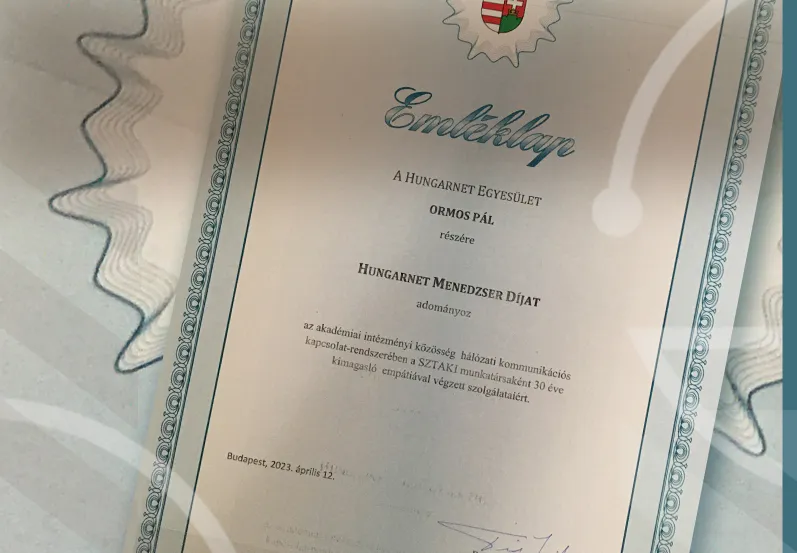 Emléklap
A HUNGARNET EGYESÜLET
ORMOS PÁL
részére
HUNGARNET MENEDZSER DÍJAT
adományoz
az akadémiai intézményi közösség hálózati kommunikációs
kapcsolat-rendszerében a SZTAKI munkatársaként 30 éve
kimagasló empátiával végzett szolgálataiért.
Budapest, 2023. április 12.